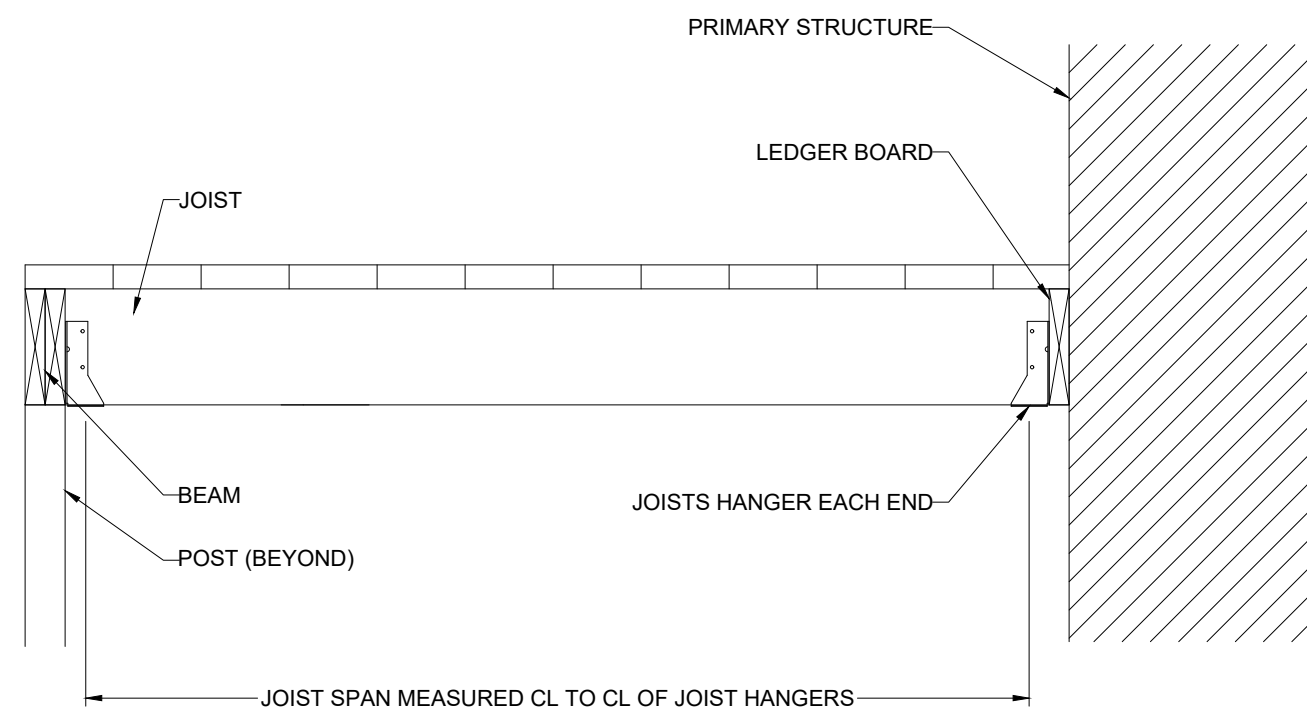 PRIMARY STRUCTURE
LEDGER BOARD
JOIST
BEAM
JOISTS HANGER EACH END
POST (BEYOND)
JOIST SPAN MEASURED CL TO CL OF JOIST HANGERS